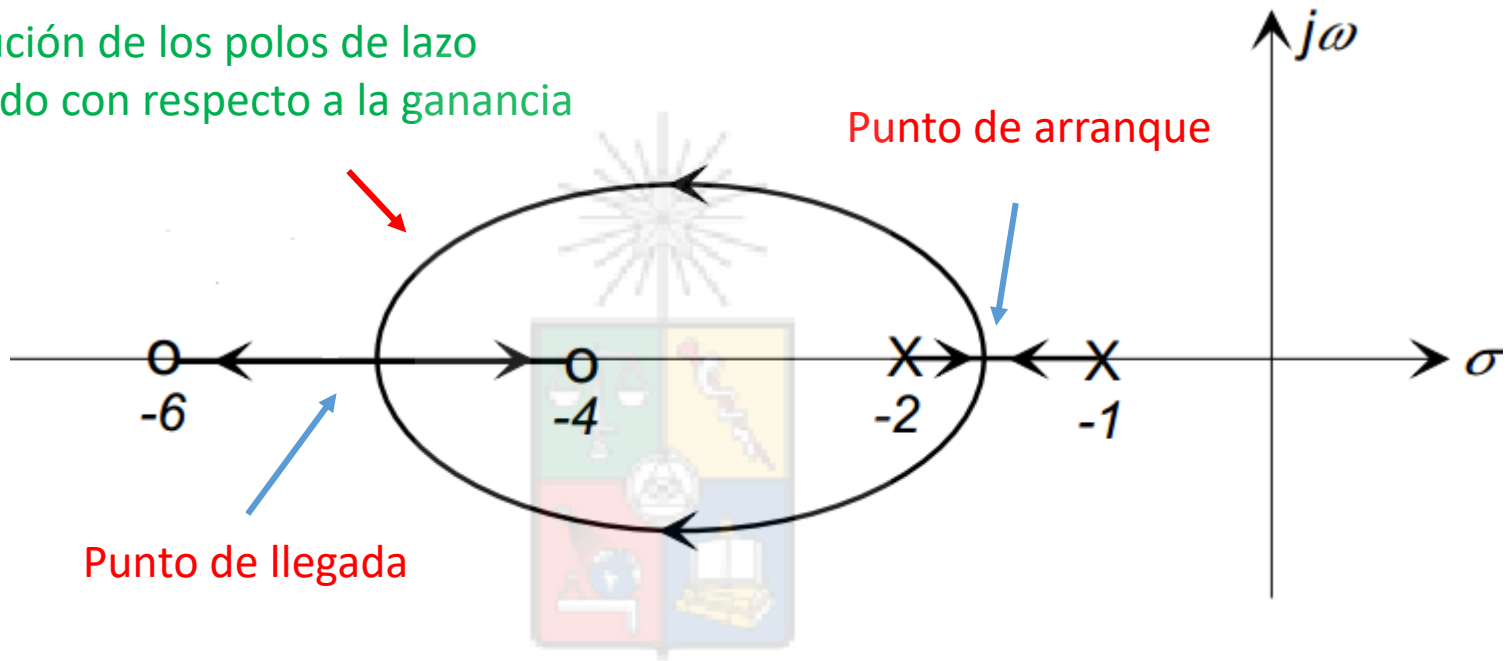 ución de los polos de lazo
do con respecto a la ganancia
jω
Punto de arranque
O
O
X
X
σ
-6
-4
-2
-1
Punto de llegada